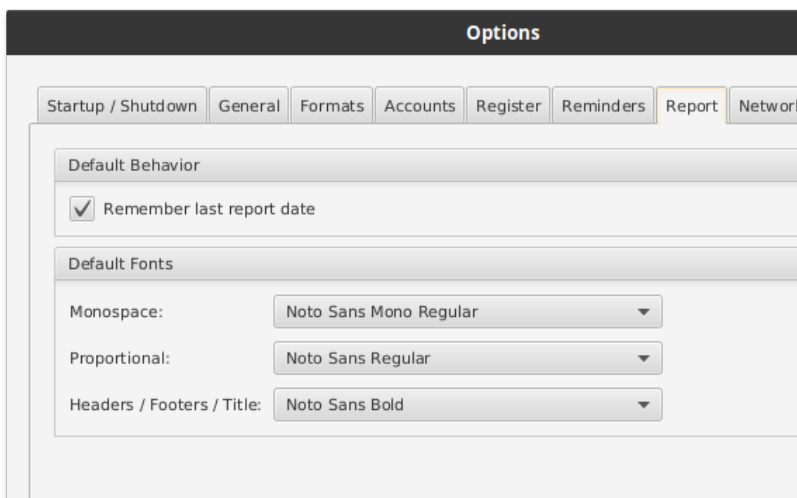 Options
Startup / Shutdown General Formats Accounts Register Reminders Report
Default Behavior
Remember last report date
Default Fonts
Monospace: Noto Sans Mono Regular
Proportional: Noto Sans Regular
Headers / Footers / Title: Noto Sans Bold